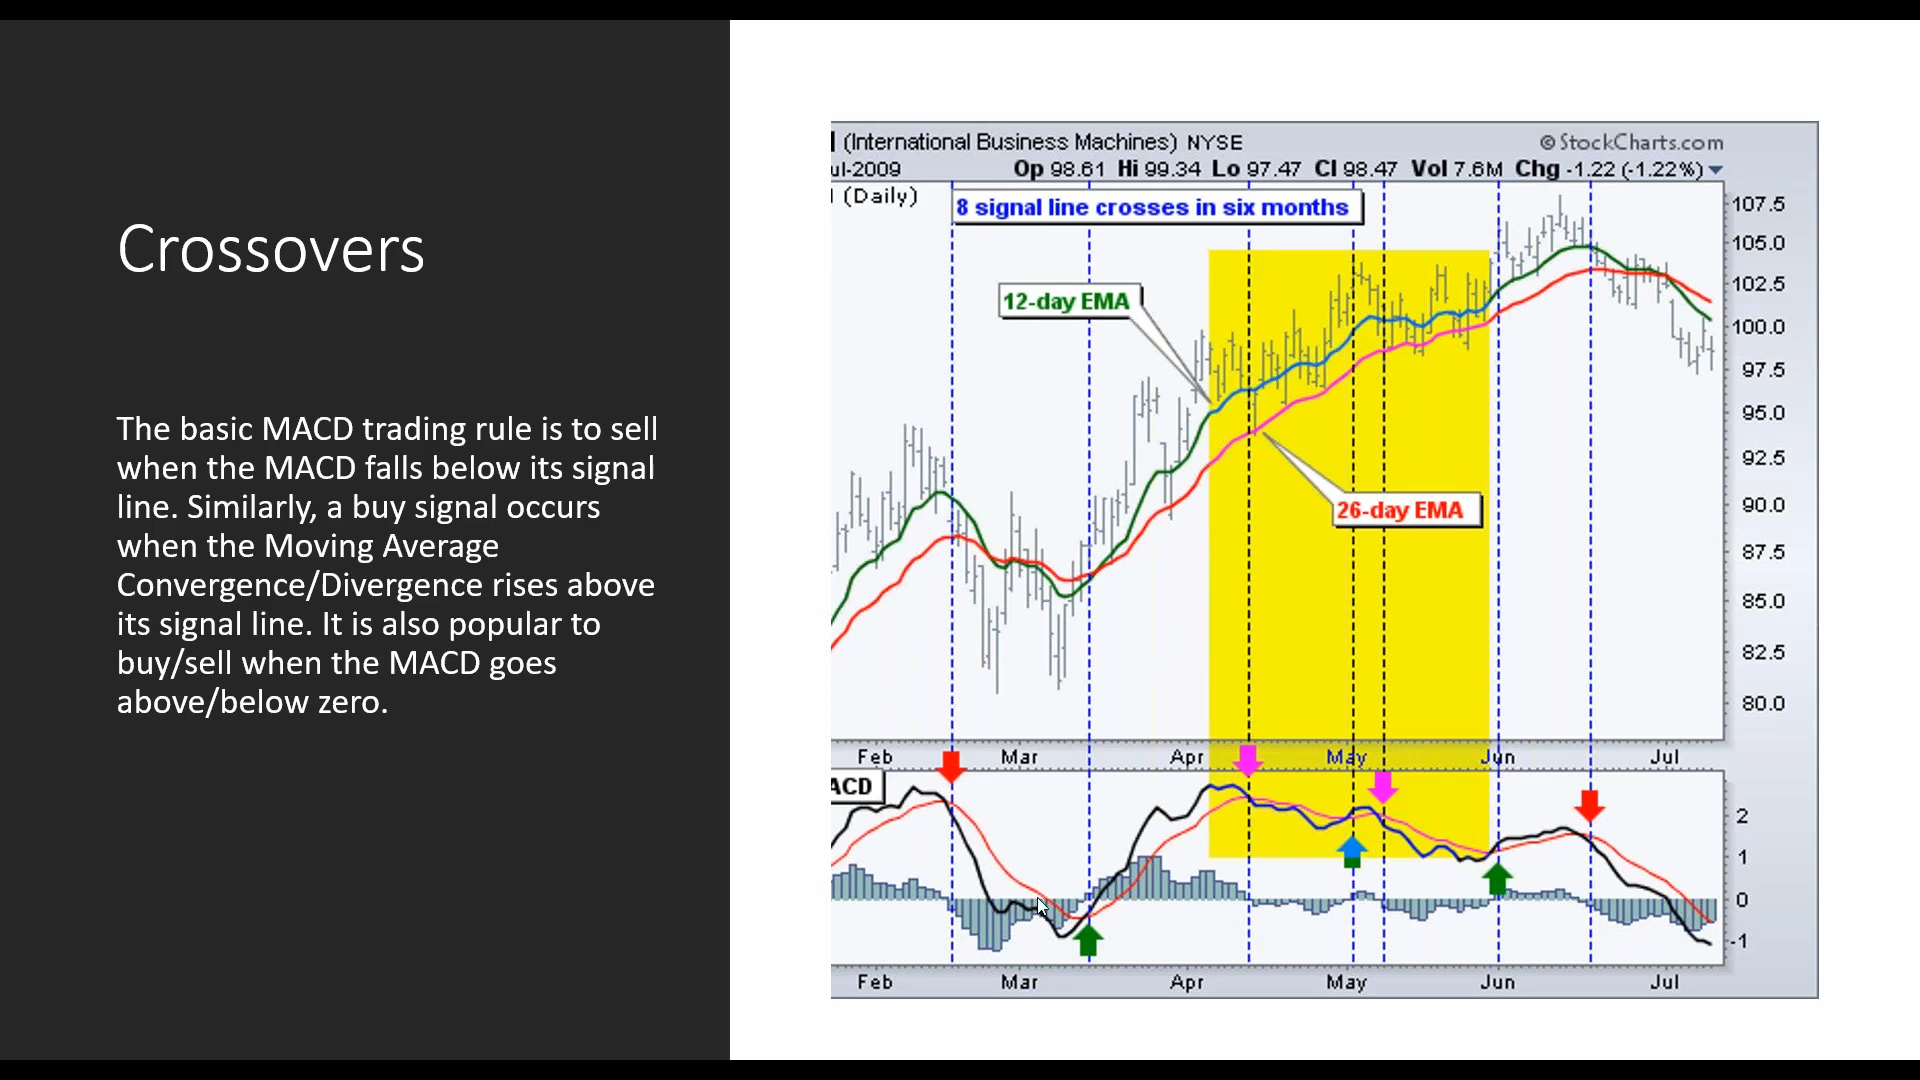 Crossovers
The basic MACD trading rule is to sell
when the MACD falls below its signal
line. Similarly, a buy signal occurs
when the Moving Average
Convergence/Divergence rises above
its signal line. It is also popular to
buy/sell when the MACD goes
above/below zero.
(International Business Machines) NYSE
© StockCharts.com
ul-2009
Op 98.61 Hi 99.34 Lo 97.47 Cl 98.47 Vol 7.6M Chg -1.22 (-1.22%)
(Daily)
8 signal line crosses in six months
12-day EMA
26-day EMA
107.5
105.0
102.5
100.0
97.5
95.0
92.5
90.0
87.5
85.0
82.5
80.0
Feb Mar Apr May Jun Jul
ACD
2
1
0
-1
Feb Mar Apr May Jun Jul